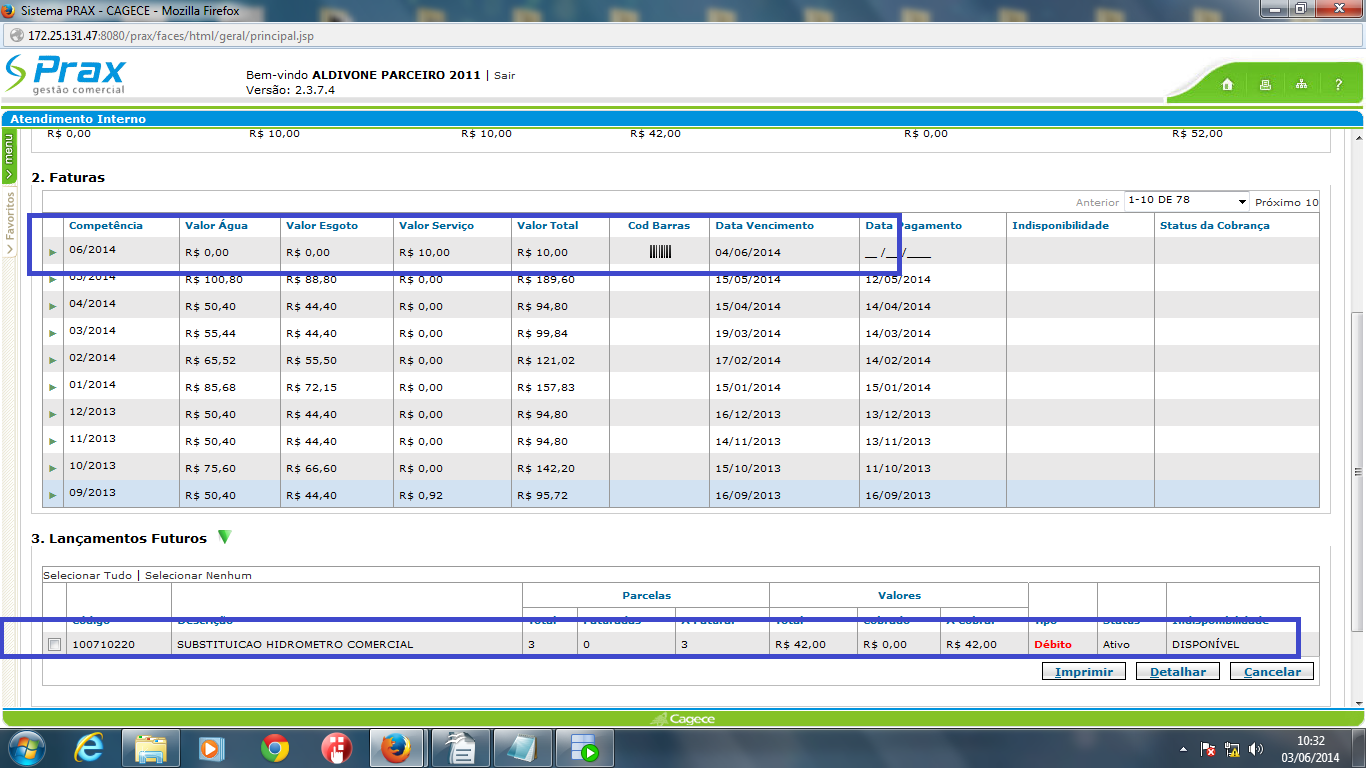 Sistema PRAX - CAGECE - Mozilla Firefox
172.25.131.47:8080/prax/faces/html/geral/principal.jsp
Prax
gestão comercial
Bem-vindo ALDIVONE PARCEIRO 2011 | Sair
Versão: 2.3.7.4
?
Atendimento Interno
menu
Favoritos
R$ 0,00 R$ 10,00 R$ 10,00 R$ 42,00 R$ 0,00 R$ 52,00
2. Faturas
Anterior 1-10 DE 78 Próximo 10
Competência Valor Água Valor Esgoto Valor Serviço Valor Total Cod Barras Data Vencimento Data Pagamento Indisponibilidade Status da Cobrança
06/2014 R$ 0,00 R$ 0,00 R$ 10,00 R$ 10,00 04/06/2014 __ /__ /____
05/2014 R$ 100,80 R$ 88,80 R$ 0,00 R$ 189,60 15/05/2014 12/05/2014
04/2014 R$ 50,40 R$ 44,40 R$ 0,00 R$ 94,80 15/04/2014 14/04/2014
03/2014 R$ 55,44 R$ 44,40 R$ 0,00 R$ 99,84 19/03/2014 14/03/2014
02/2014 R$ 65,52 R$ 55,50 R$ 0,00 R$ 121,02 17/02/2014 14/02/2014
01/2014 R$ 85,68 R$ 72,15 R$ 0,00 R$ 157,83 15/01/2014 15/01/2014
12/2013 R$ 50,40 R$ 44,40 R$ 0,00 R$ 94,80 16/12/2013 13/12/2013
11/2013 R$ 50,40 R$ 44,40 R$ 0,00 R$ 94,80 14/11/2013 13/11/2013
10/2013 R$ 75,60 R$ 66,60 R$ 0,00 R$ 142,20 15/10/2013 11/10/2013
09/2013 R$ 50,40 R$ 44,40 R$ 0,92 R$ 95,72 16/09/2013 16/09/2013
3. Lançamentos Futuros
Selecionar Tudo | Selecionar Nenhum
Parcelas Valores
Código Descrição Total Faturadas A Faturar Total Cobrado A Cobrar Tipo Status Indisponibilidade
100710220 SUBSTITUICAO HIDROMETRO COMERCIAL 3 0 3 R$ 42,00 R$ 0,00 R$ 42,00 Débito Ativo DISPONÍVEL
Imprimir Detalhar Cancelar
Cagece
10:32
03/06/2014